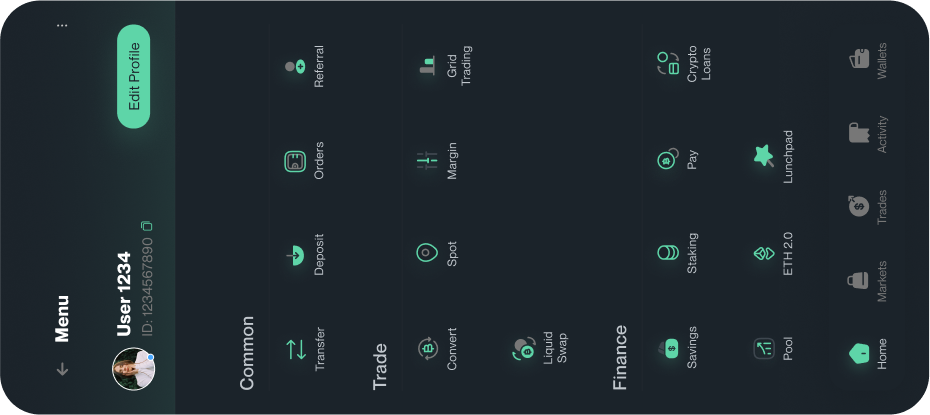 Menu
User 1234
ID: 1234567890
Edit Profile
Common
Transfer
Deposit
Orders
Referral
Trade
Convert
Spot
Margin
Grid
Trading
Liquid
Swap
Finance
Savings
Staking
Pay
Crypto
Loans
Pool
ETH 2.0
Lunchpad
Home
Markets
Trades
Activity
Wallets